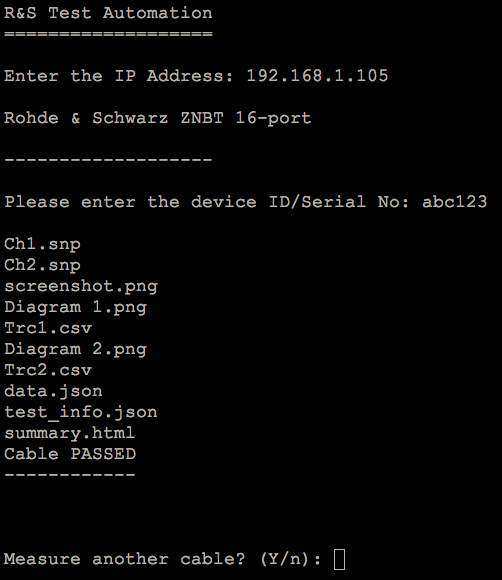 R&S Test Automation
===================
Enter the IP Address: 192.168.1.105
Rohde & Schwarz ZNBT 16-port
-------------------
Please enter the device ID/Serial No: abc123
Ch1.snp
Ch2.snp
screenshot.png
Diagram 1.png
Trc1.csv
Diagram 2.png
Trc2.csv
data.json
test_info.json
summary.html
Cable PASSED
------------
Measure another cable? (Y/n):